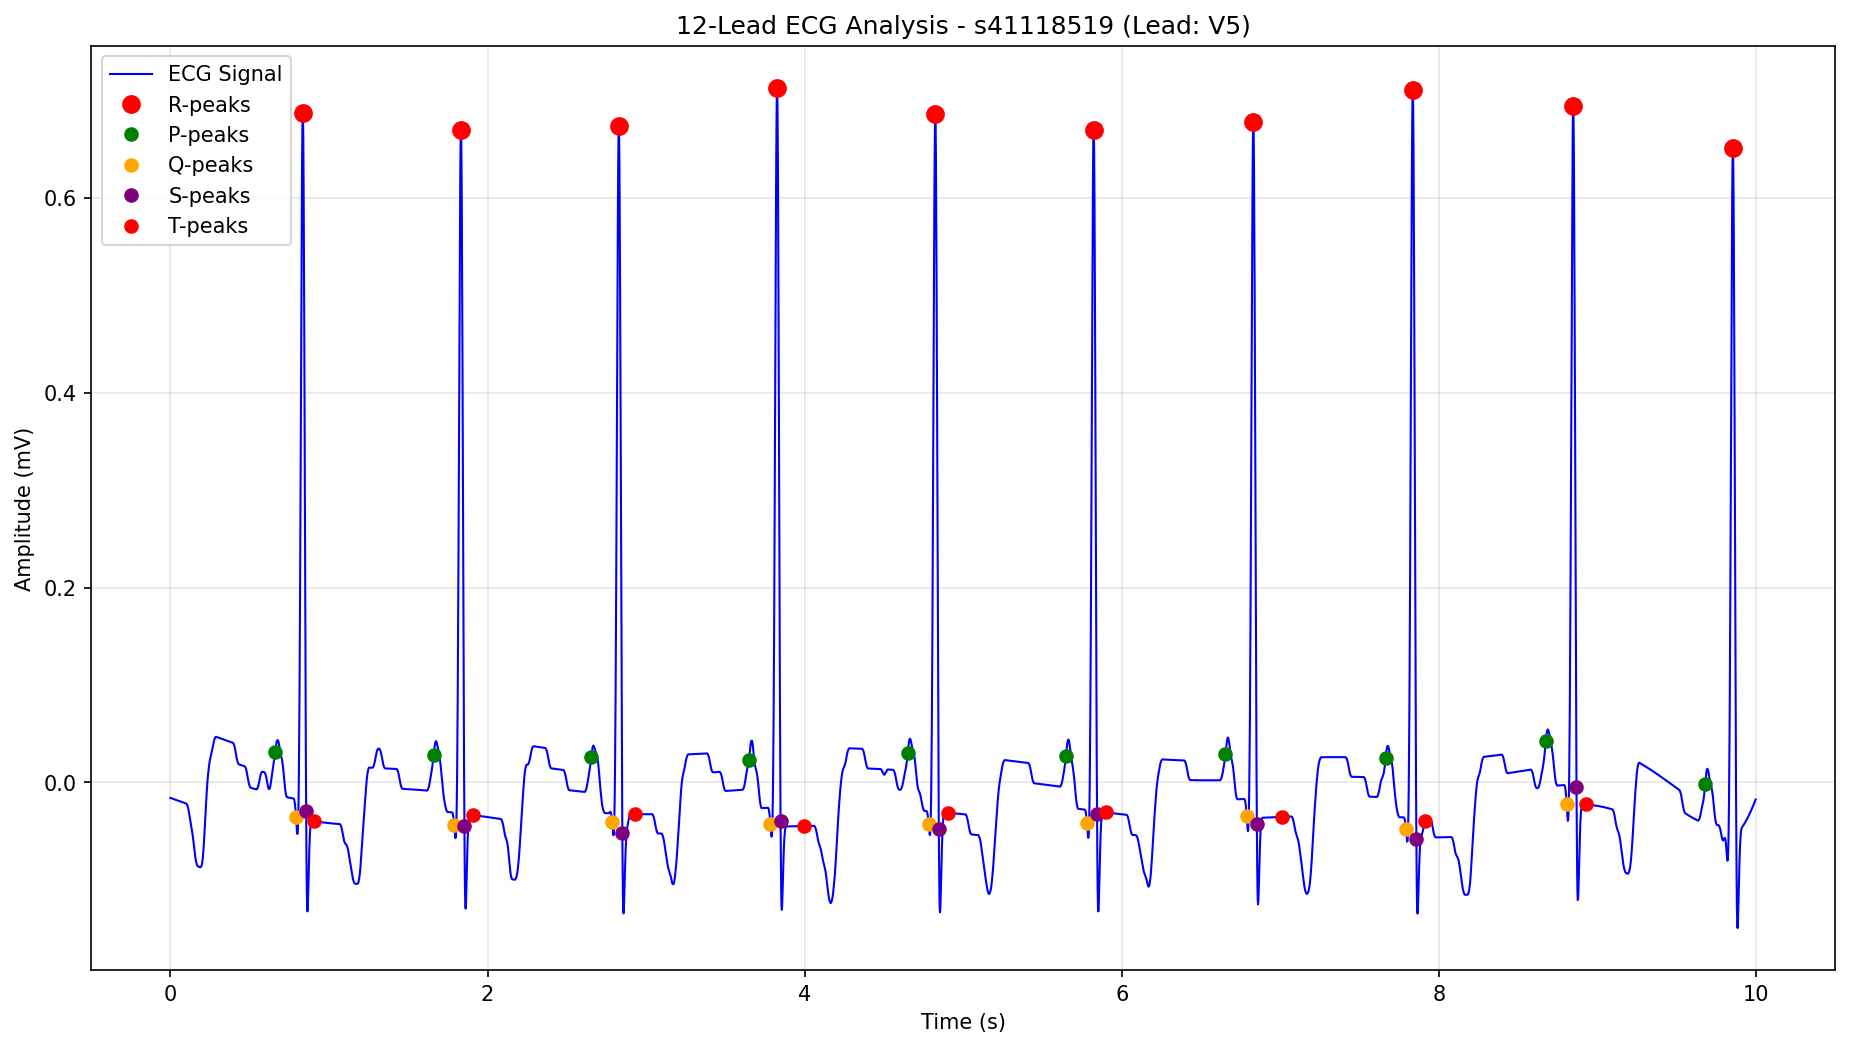 12-Lead ECG Analysis - s41118519 (Lead: V5)
ECG Signal
R-peaks
P-peaks
Q-peaks
S-peaks
T-peaks
0.6
0.4
0.2
0.0
Amplitude (mV)
0 2 4 6 8 10
Time (s)